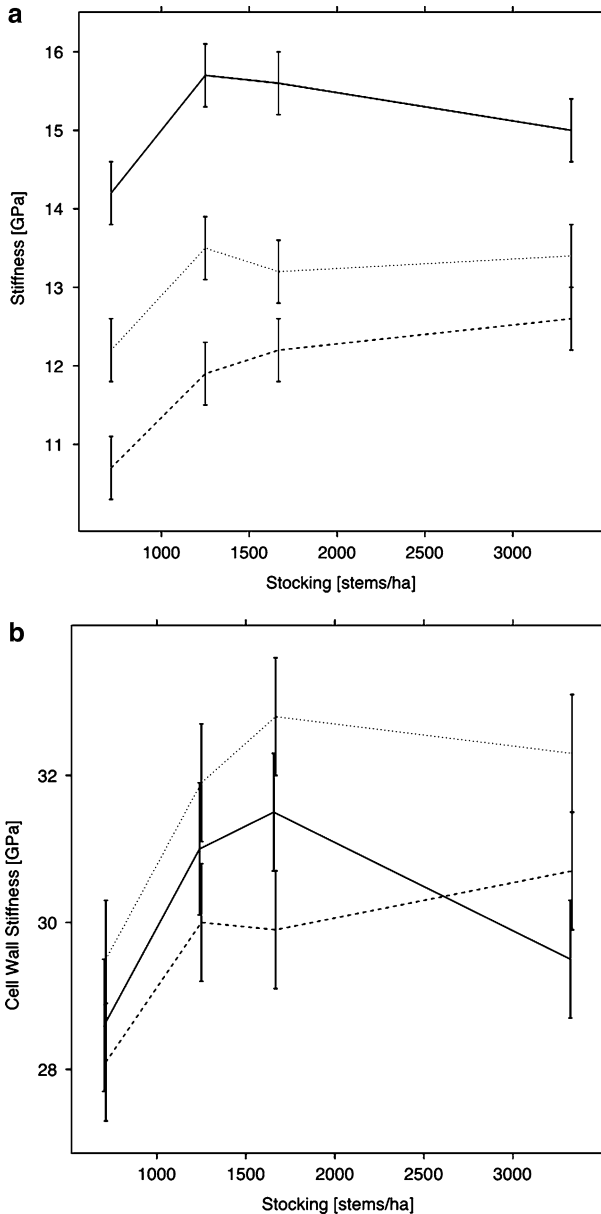 a
16
15
14
13
12
11
Stiffness [GPa]
1000 1500 2000 2500 3000
Stocking [stems/ha]
b
32
30
28
Cell Wall Stiffness [GPa]
1000 1500 2000 2500 3000
Stocking [stems/ha]